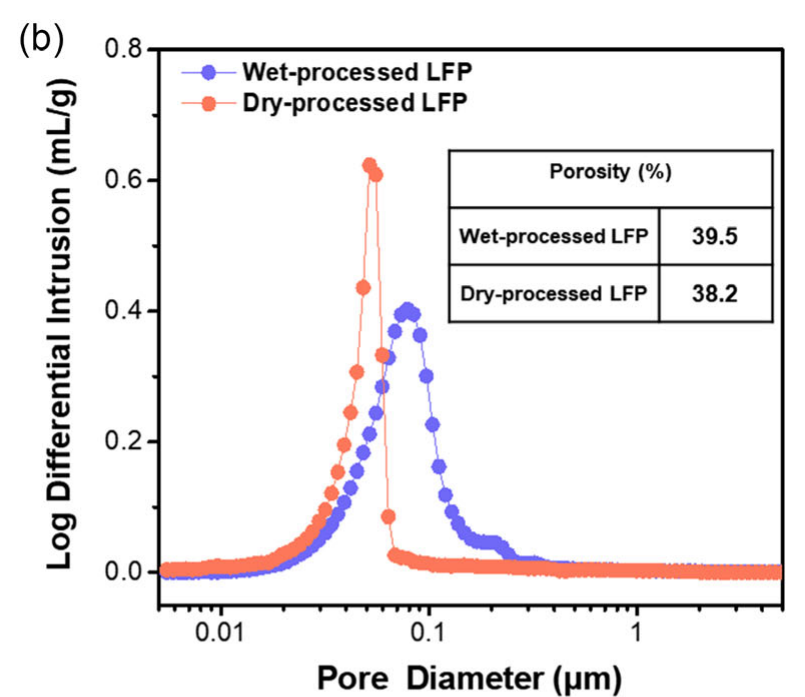 (b)
0.8
0.6
0.4
0.2
0.0
Log Differential Intrusion (mL/g)
Wet-processed LFP
Dry-processed LFP
Porosity (%)
Wet-processed LFP 39.5
Dry-processed LFP 38.2
0.01 0.1 1
Pore Diameter (μm)